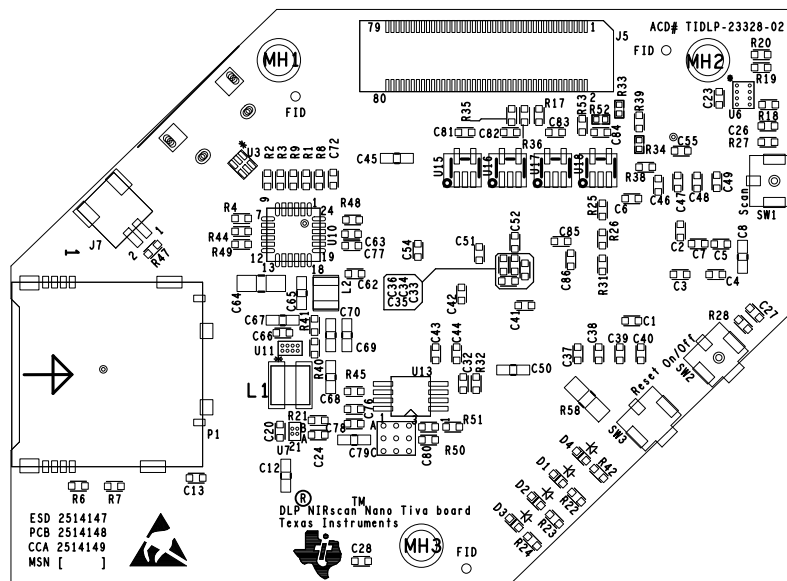 79
1
J5
ACD# TIDLP-23328-02
MH1
MH2
FID
FID
R20
R19
80
2
R35
R17
R53
R52
R33
R39
C23
U6
C26
R18
R27
C81
C82
R36
C83
C84
R34
C55
U3
R2
R3
R9
R1
R8
C72
C45
U15
U16
U17
U18
R38
C46
C47
C48
C49
Scan
SW1
9
1
7
24
R4
R44
R49
R48
U10
C63
C77
12
19
13
18
C54
C51
C52
C85
C86
R25
R26
R31
C6
C2
C7
C5
C8
C3
C4
J7
1
2
R47
1
C64
C65
L2
C62
C36
C34
C35
C33
C42
C41
C67
R41
C70
C66
U11
C69
R40
C68
L1
C43
C44
C32
R32
C50
C37
C38
C39
C40
C1
R28
C27
Reset
On/Off
SW2
SW3
R58
U13
R45
C76
1
3
A
C
C79
C78
R21
B
A
21
U7
C20
C24
C80
1
R51
R50
C12
P1
R6
R7
C13
D4
R42
D1
R22
D2
R23
D3
R24
ESD 2514147
PCB 2514148
CCA 2514149
MSN [ ]
®
TM
DLP NIRscan Nano Tiva board
Texas Instruments
C28
MH3
FID